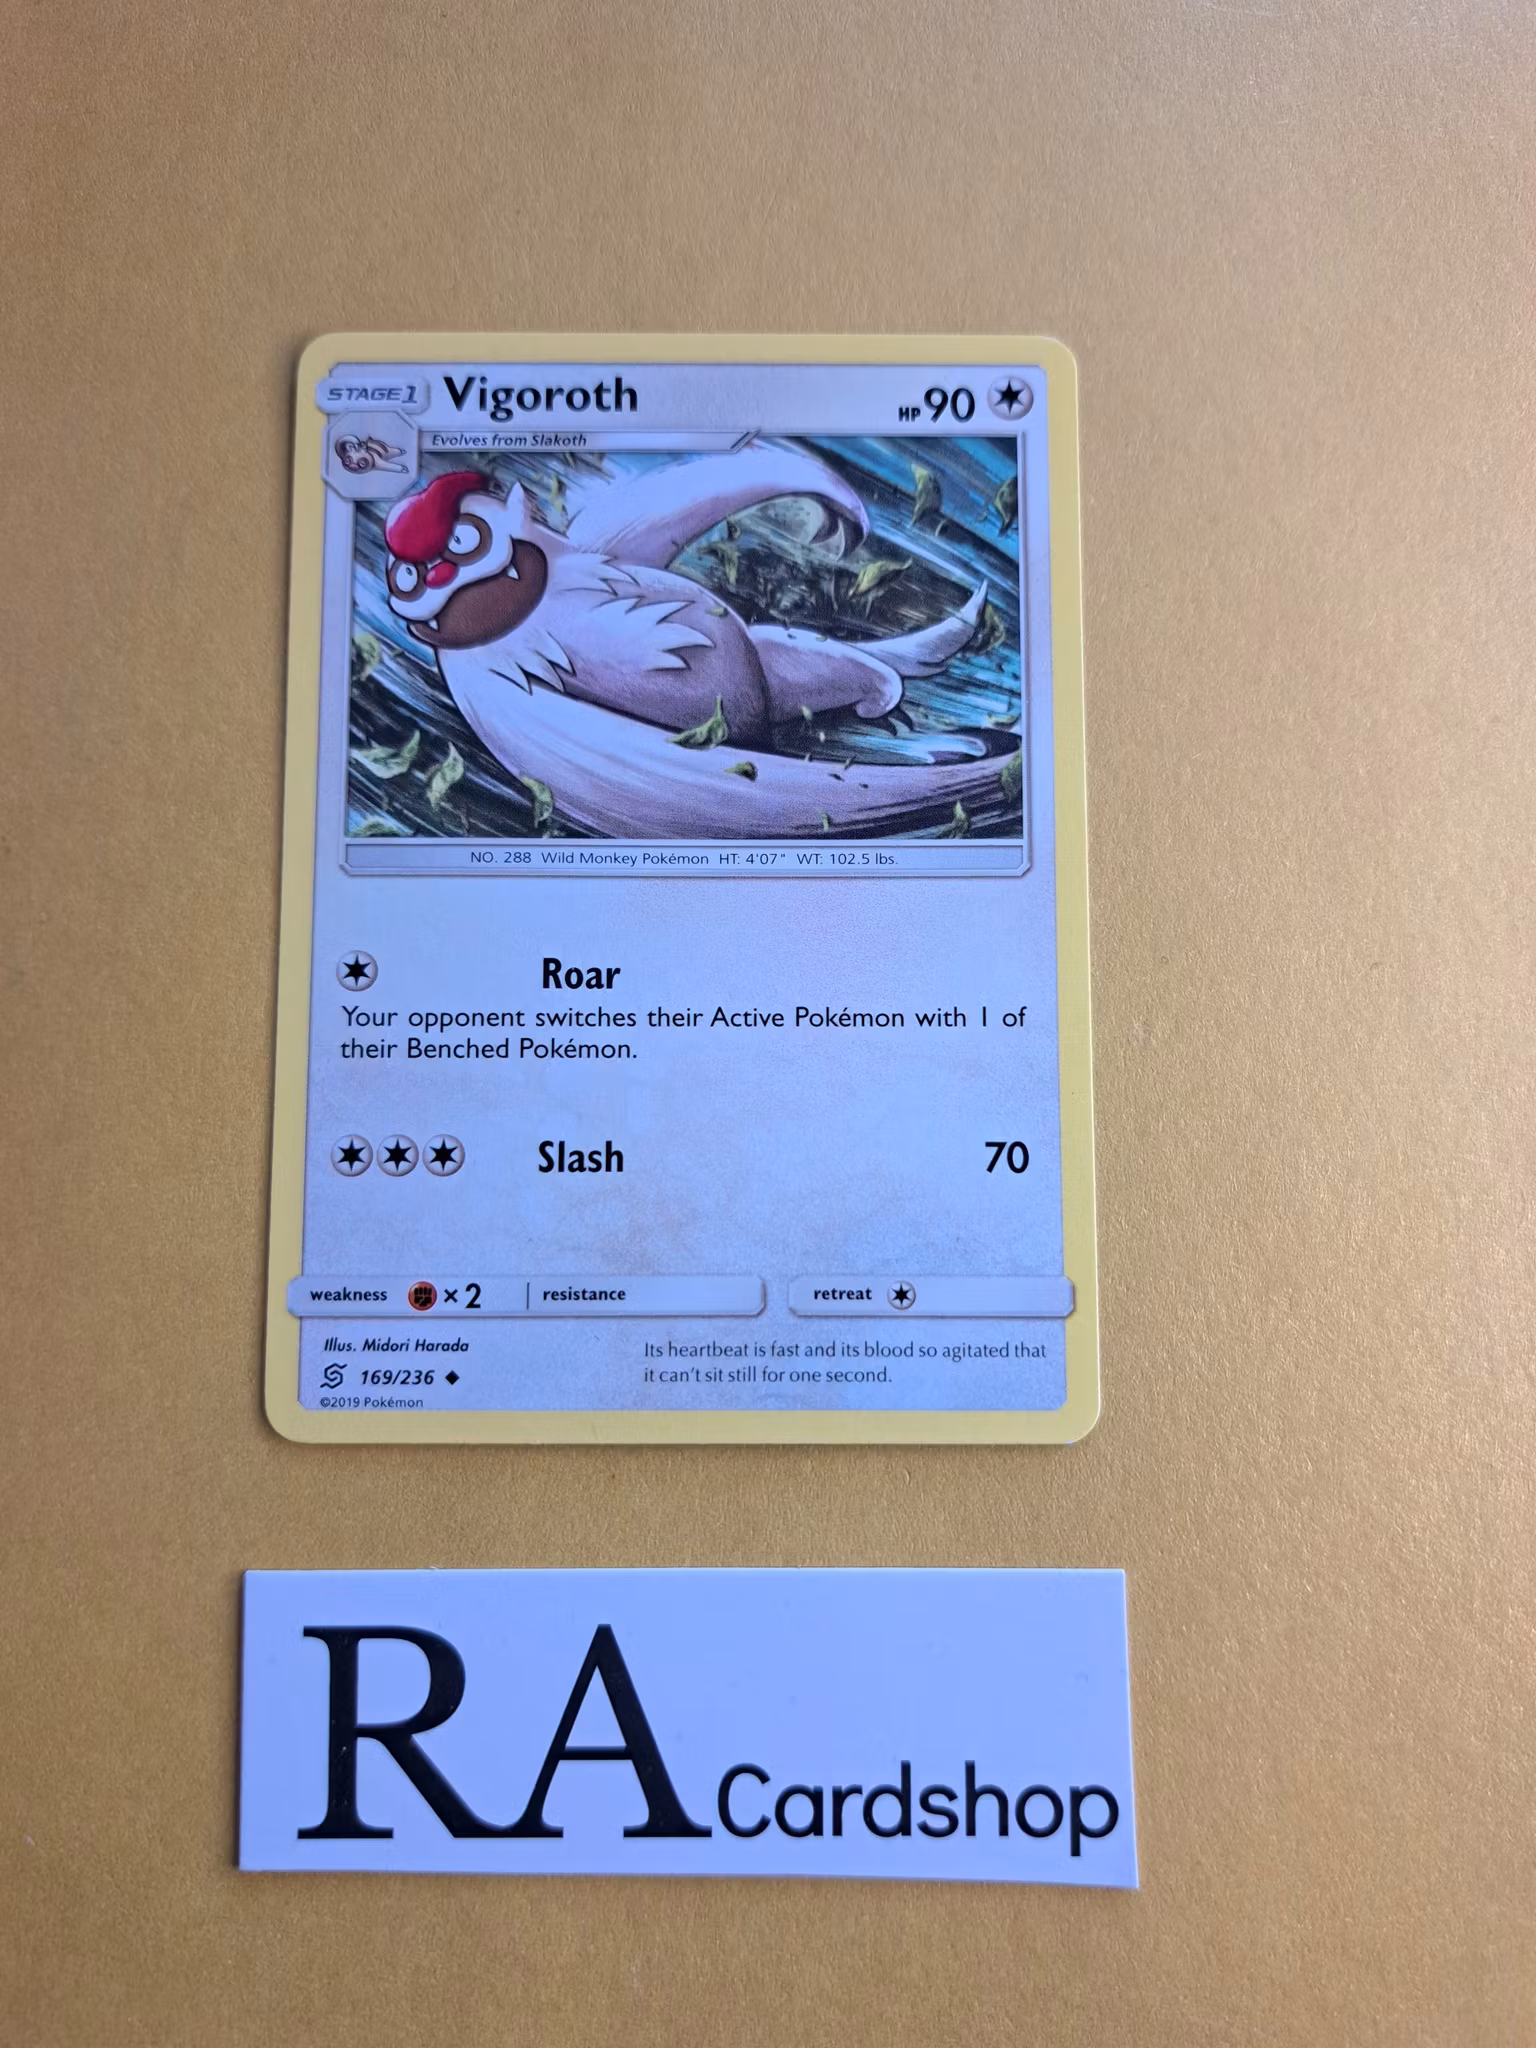 STAGE 1 Vigoroth HP 90
Evolves from Slakoth
NO. 288 Wild Monkey Pokémon HT: 4'07" WT: 102.5 lbs.
Roar
Your opponent switches their Active Pokémon with 1 of
their Benched Pokémon.
Slash 70
weakness ×2 resistance retreat
Illus. Midori Harada
169/236
©2019 Pokémon
Its heartbeat is fast and its blood so agitated that
it can't sit still for one second.
RA Cardshop